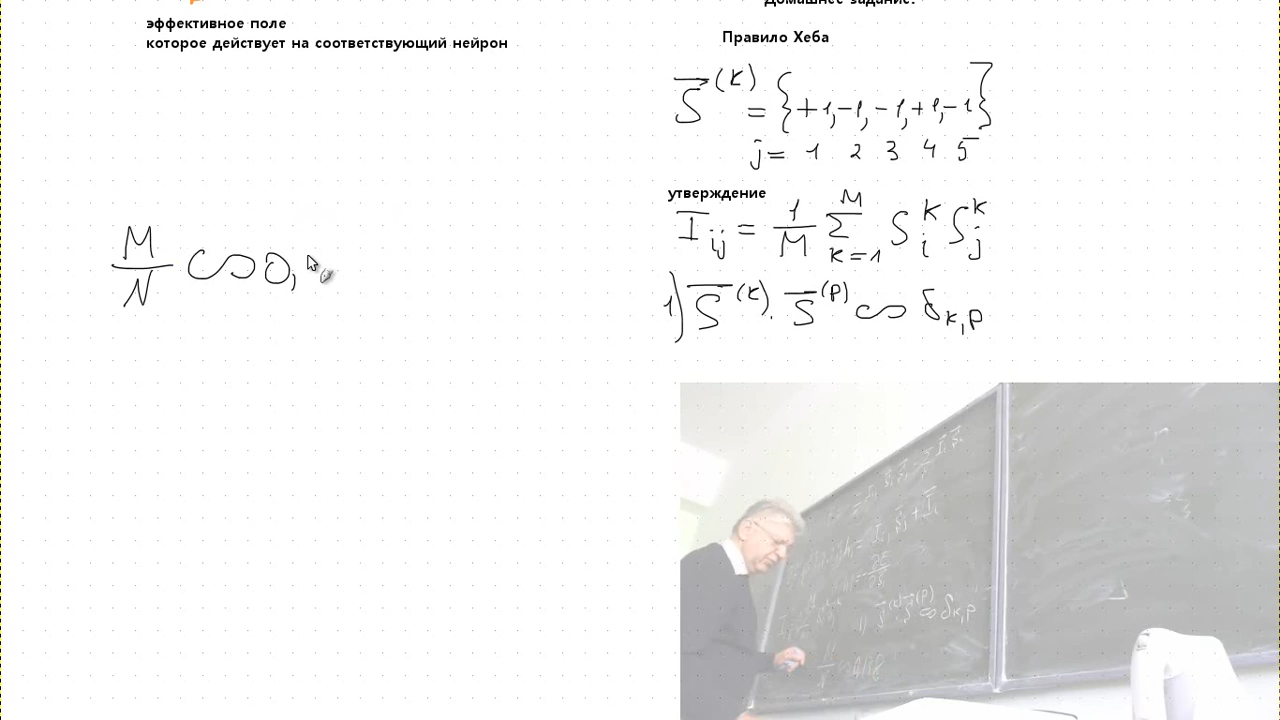 эффективное поле
которое действует на соответствующий нейрон
Домашнее задание:
Правило Хеба
S⃗^(K) = {+1,-1,-1,+1,-1}
j= 1 2 3 4 5
утверждение
I_ij = 1/M Σ_{K=1}^{M} S_i^K S_j^K
1) S⃗^(K) · S⃗^(P) ∽ δ_K,P
M/N ∽ 0,